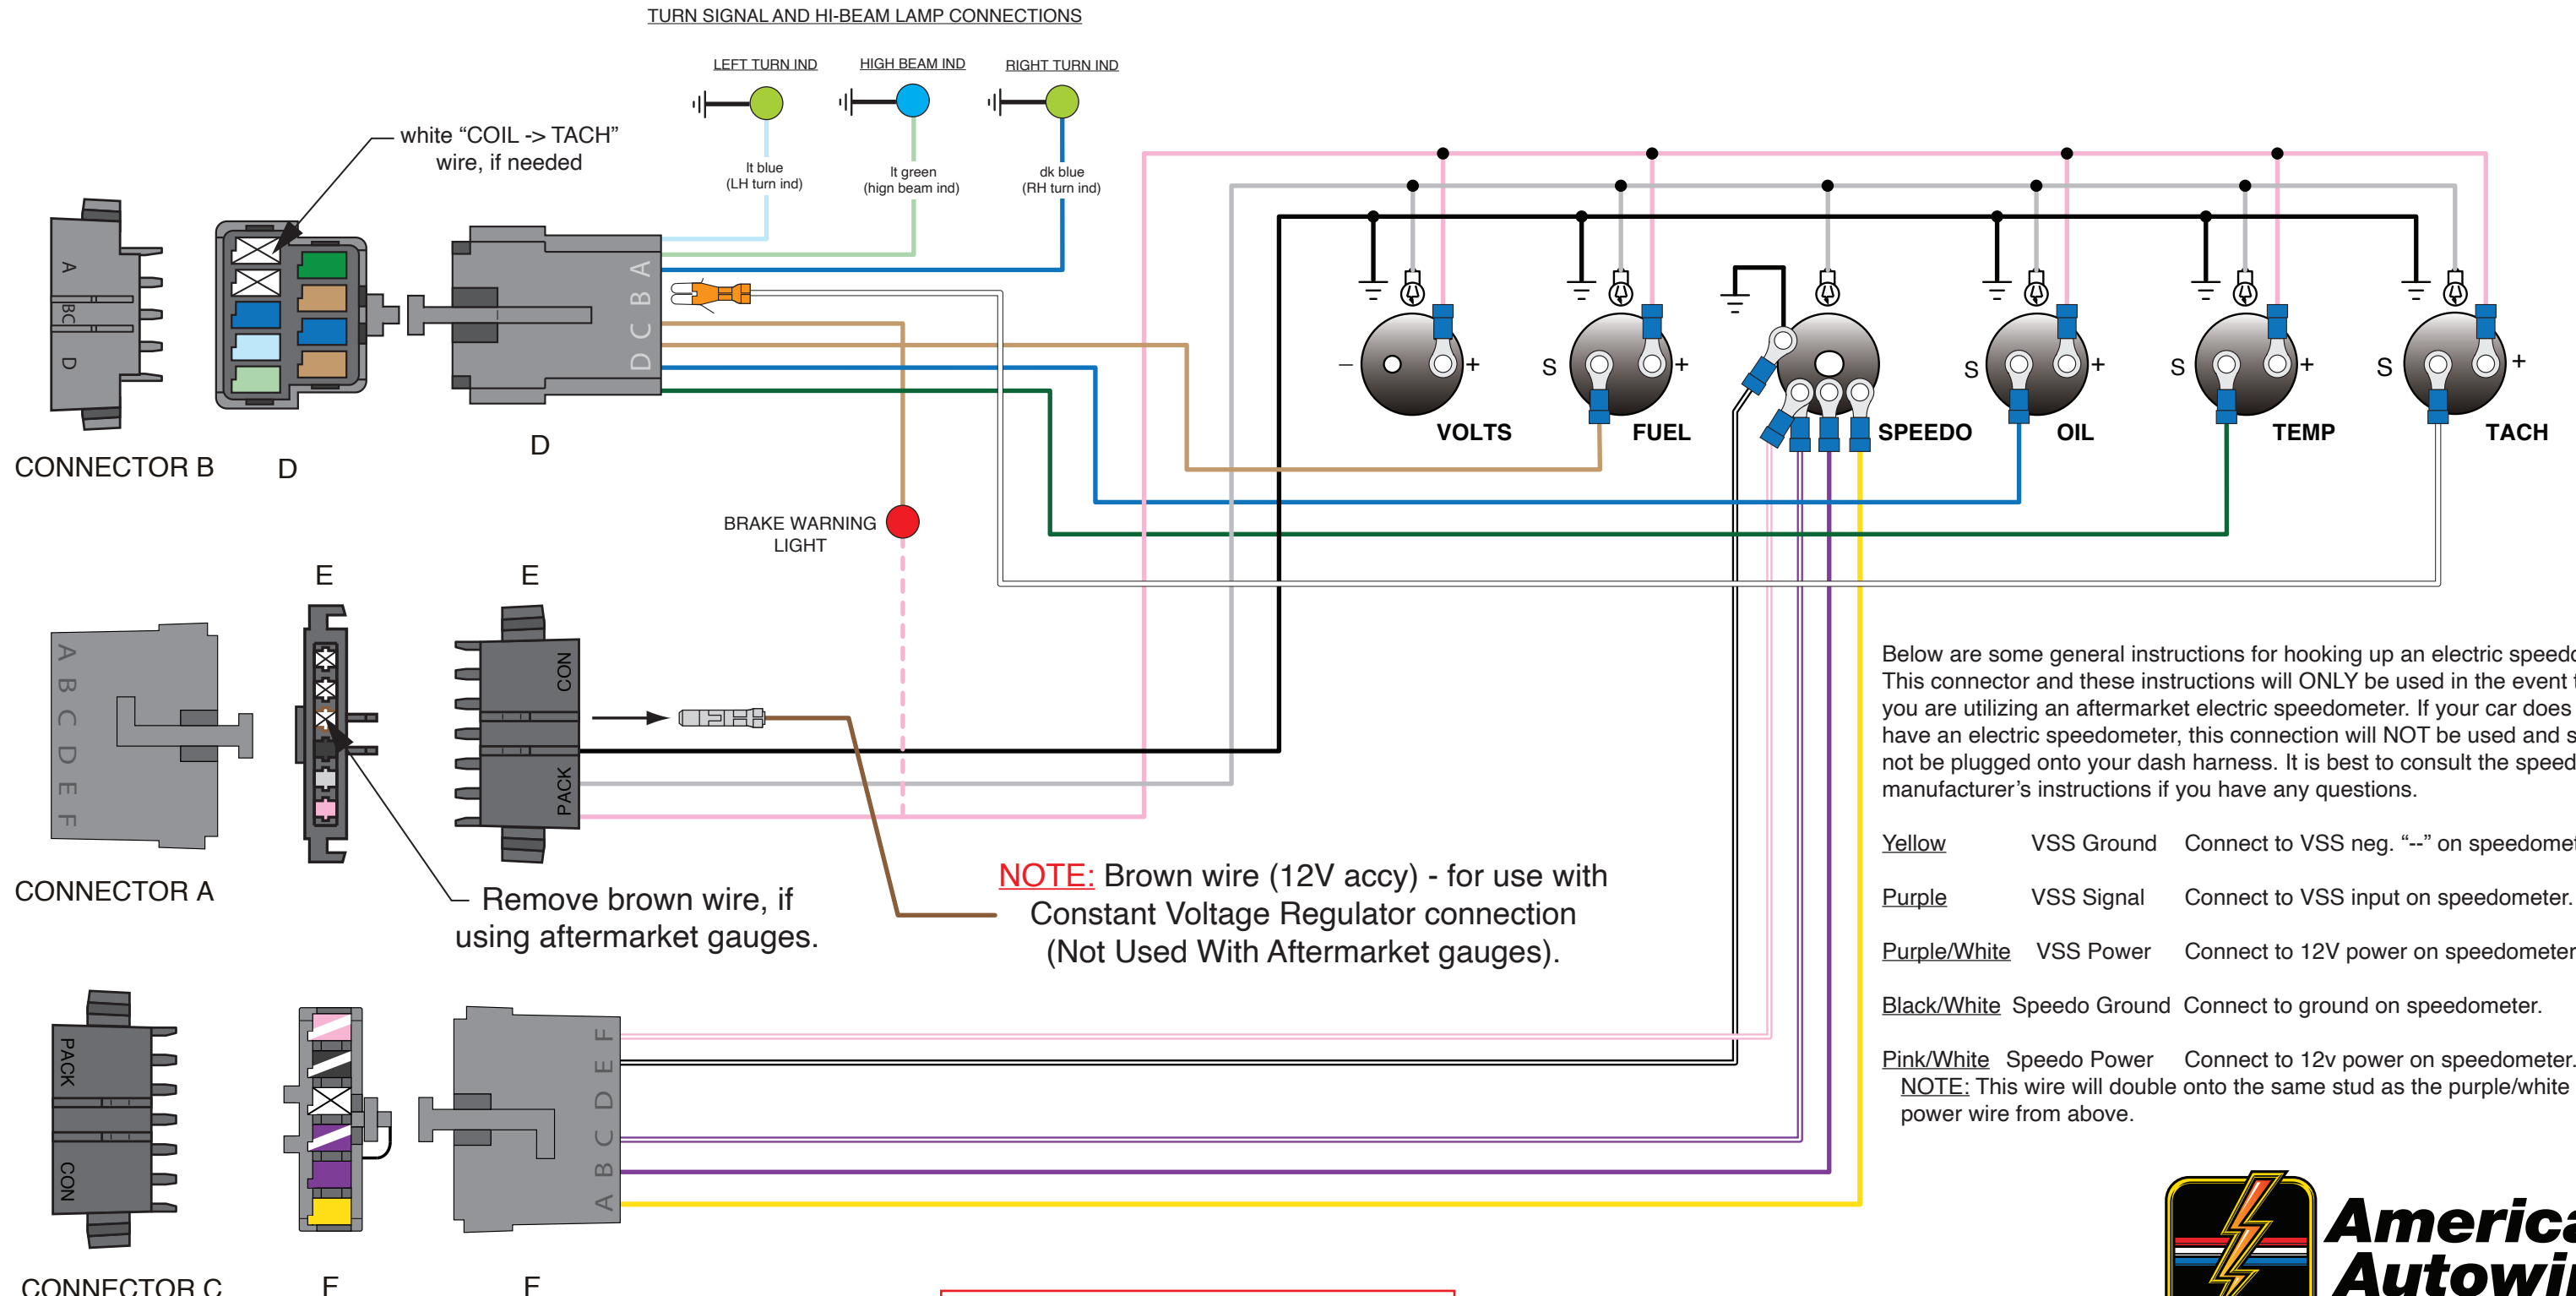 TURN SIGNAL AND HI-BEAM LAMP CONNECTIONS
LEFT TURN IND
HIGH BEAM IND
RIGHT TURN IND
white “COIL -> TACH”
wire, if needed
lt blue
(LH turn ind)
lt green
(hign beam ind)
dk blue
(RH turn ind)
A
BC
D
D C B A
CONNECTOR B
D
D
–
+
VOLTS
S
+
FUEL
SPEEDO
S
+
OIL
S
+
TEMP
S
+
TACH
BRAKE WARNING
LIGHT
E
E
A B C D E F
CON
PACK
CONNECTOR A
Remove brown wire, if
using aftermarket gauges.
NOTE: Brown wire (12V accy) - for use with
Constant Voltage Regulator connection
(Not Used With Aftermarket gauges).
Below are some general instructions for hooking up an electric speedo
This connector and these instructions will ONLY be used in the event
you are utilizing an aftermarket electric speedometer. If your car does
have an electric speedometer, this connection will NOT be used and s
not be plugged onto your dash harness. It is best to consult the speed
manufacturer’s instructions if you have any questions.
Yellow VSS Ground Connect to VSS neg. “--” on speedomet
Purple VSS Signal Connect to VSS input on speedometer.
Purple/White VSS Power Connect to 12V power on speedometer
Black/White Speedo Ground Connect to ground on speedometer.
Pink/White Speedo Power Connect to 12v power on speedometer.
NOTE: This wire will double onto the same stud as the purple/white
power wire from above.
PACK
CON
A B C D E F
CONNECTOR C
F
F
America
Autowi